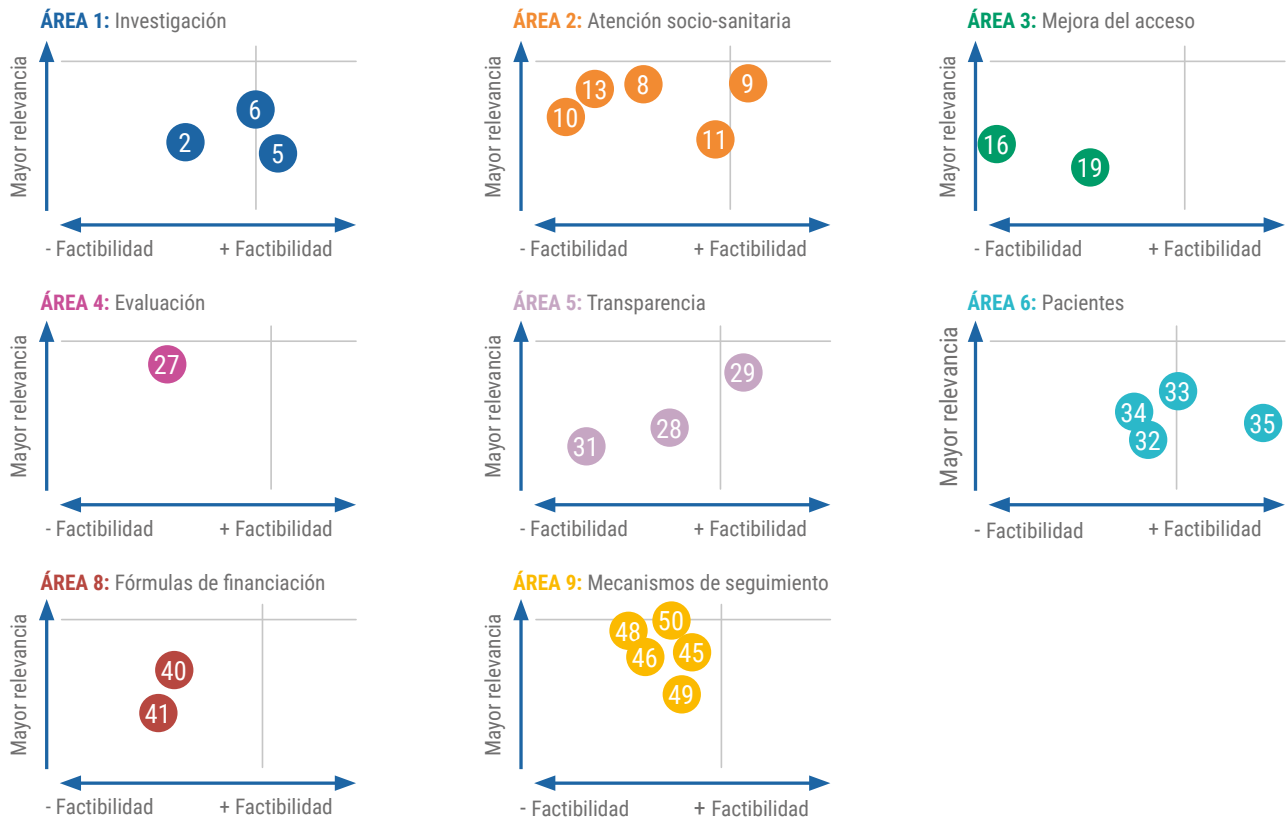 ÁREA 1: Investigación
Mayor relevancia
6
2
5
- Factibilidad + Factibilidad
ÁREA 2: Atención socio-sanitaria
Mayor relevancia
13
8
9
10
11
- Factibilidad + Factibilidad
ÁREA 3: Mejora del acceso
Mayor relevancia
16
19
- Factibilidad + Factibilidad
ÁREA 4: Evaluación
Mayor relevancia
27
- Factibilidad + Factibilidad
ÁREA 5: Transparencia
Mayor relevancia
29
28
31
- Factibilidad + Factibilidad
ÁREA 6: Pacientes
Mayor relevancia
33
34
35
32
- Factibilidad + Factibilidad
ÁREA 8: Fórmulas de financiación
Mayor relevancia
40
41
- Factibilidad + Factibilidad
ÁREA 9: Mecanismos de seguimiento
Mayor relevancia
50
48
46
45
49
- Factibilidad + Factibilidad